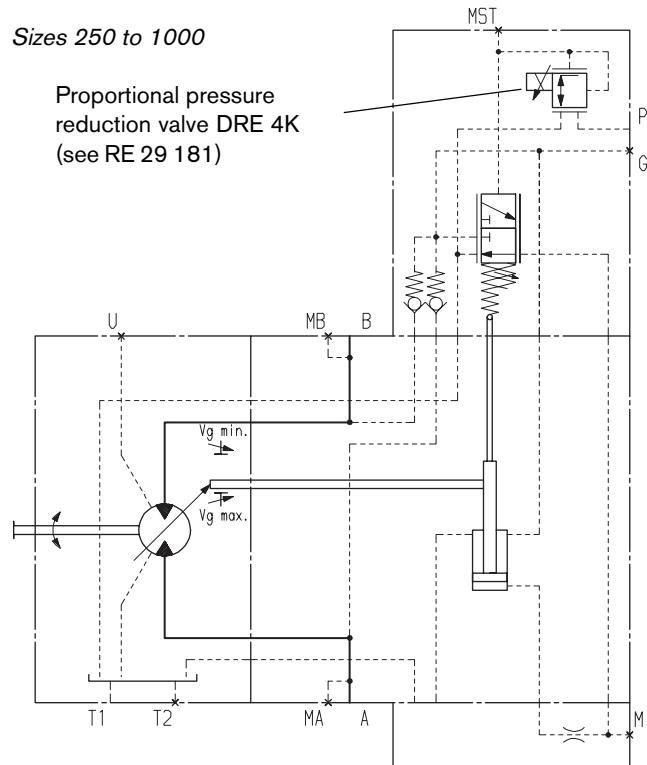 Sizes 250 to 1000
MST
Proportional pressure
reduction valve DRE 4K
(see RE 29 181)
P
G
U
MB
B
Vg min.
Vg max.
T1
T2
MA
A
M